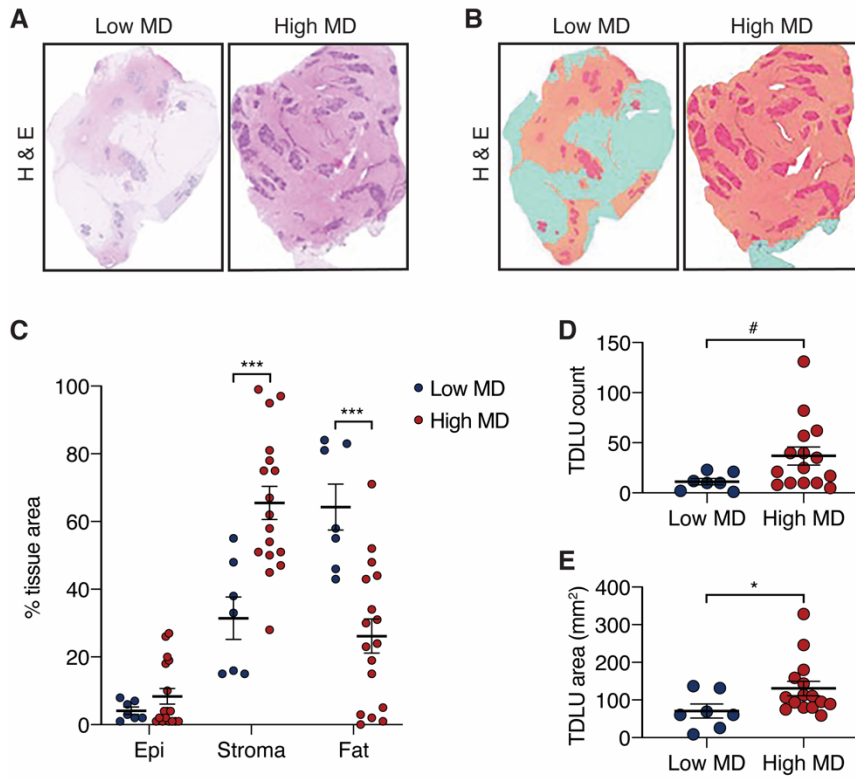 A
Low MD
High MD
H & E
B
Low MD
High MD
H & E
C
% tissue area
100
80
60
40
20
0
***
***
Low MD
High MD
Epi
Stroma
Fat
D
TDLU count
150
100
50
0
#
Low MD
High MD
E
TDLU area (mm²)
400
300
200
100
0
*
Low MD
High MD